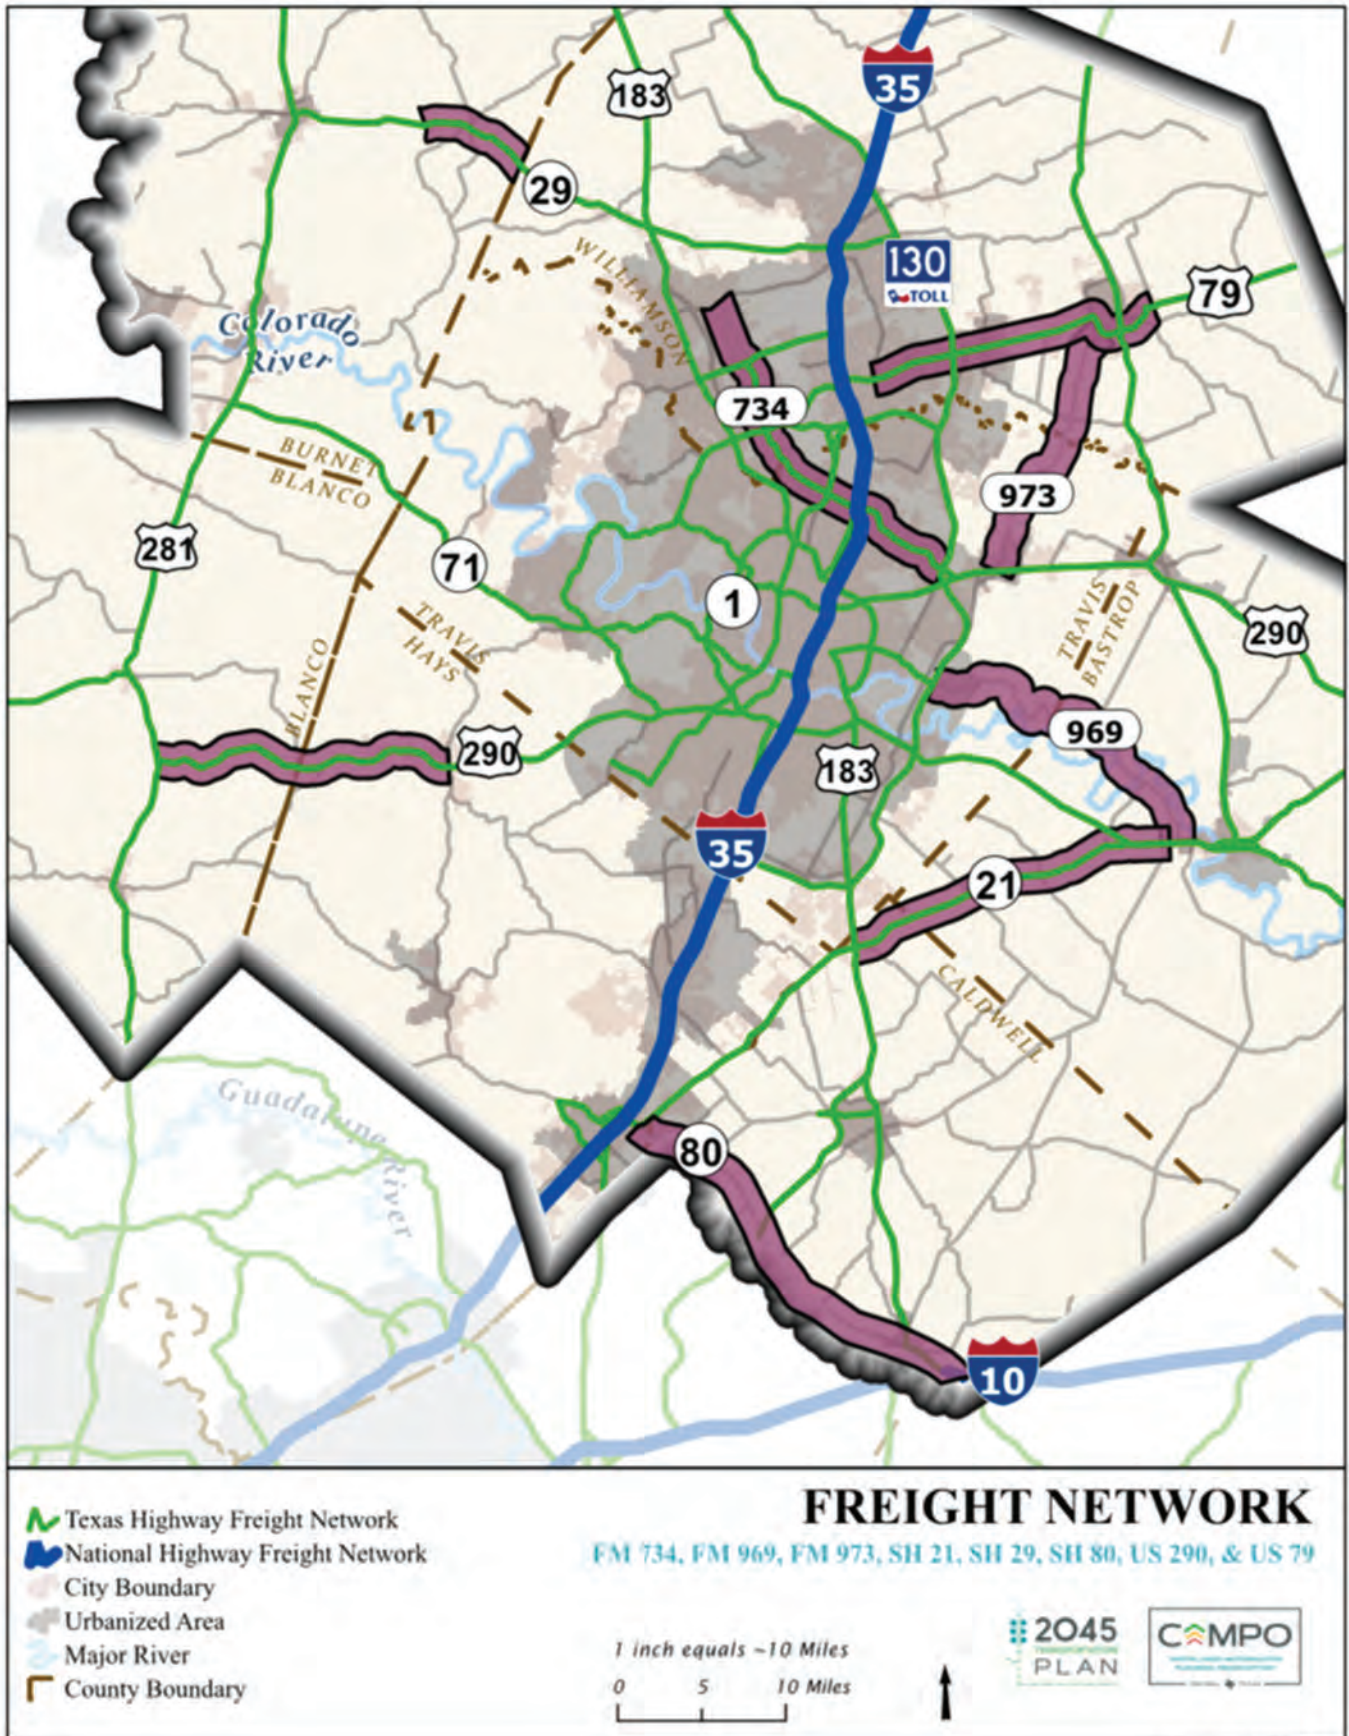 35
183
29
130
TOLL
79
WILLIAMSON
Colorado
River
734
BURNET
BLANCO
973
281
71
1
TRAVIS
HAYS
TRAVIS
BASTROP
290
BLANCO
290
969
183
35
21
CALDWELL
Guadalupe
River
80
10
Texas Highway Freight Network
National Highway Freight Network
City Boundary
Urbanized Area
Major River
County Boundary
FREIGHT NETWORK
FM 734, FM 969, FM 973, SH 21, SH 29, SH 80, US 290, & US 79
1 inch equals ~10 Miles
0 5 10 Miles
2045
TRANSPORTATION
PLAN
CAMPO